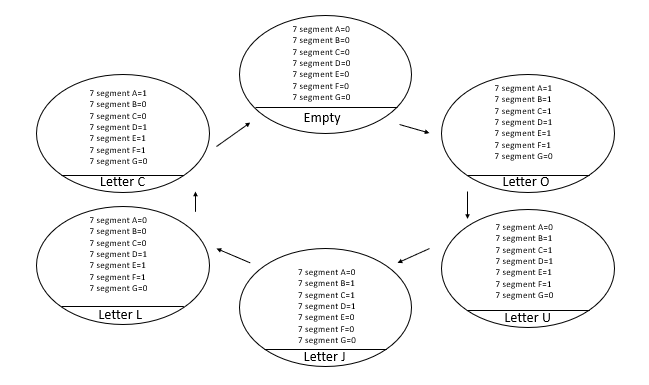 7 segment A=0
7 segment B=0
7 segment C=0
7 segment D=0
7 segment E=0
7 segment F=0
7 segment G=0
Empty
7 segment A=1
7 segment B=1
7 segment C=1
7 segment D=1
7 segment E=1
7 segment F=1
7 segment G=0
Letter O
7 segment A=0
7 segment B=1
7 segment C=1
7 segment D=1
7 segment E=1
7 segment F=1
7 segment G=0
Letter U
7 segment A=0
7 segment B=1
7 segment C=1
7 segment D=1
7 segment E=0
7 segment F=0
7 segment G=0
Letter J
7 segment A=0
7 segment B=0
7 segment C=0
7 segment D=1
7 segment E=1
7 segment F=1
7 segment G=0
Letter L
7 segment A=1
7 segment B=0
7 segment C=0
7 segment D=1
7 segment E=1
7 segment F=1
7 segment G=0
Letter C